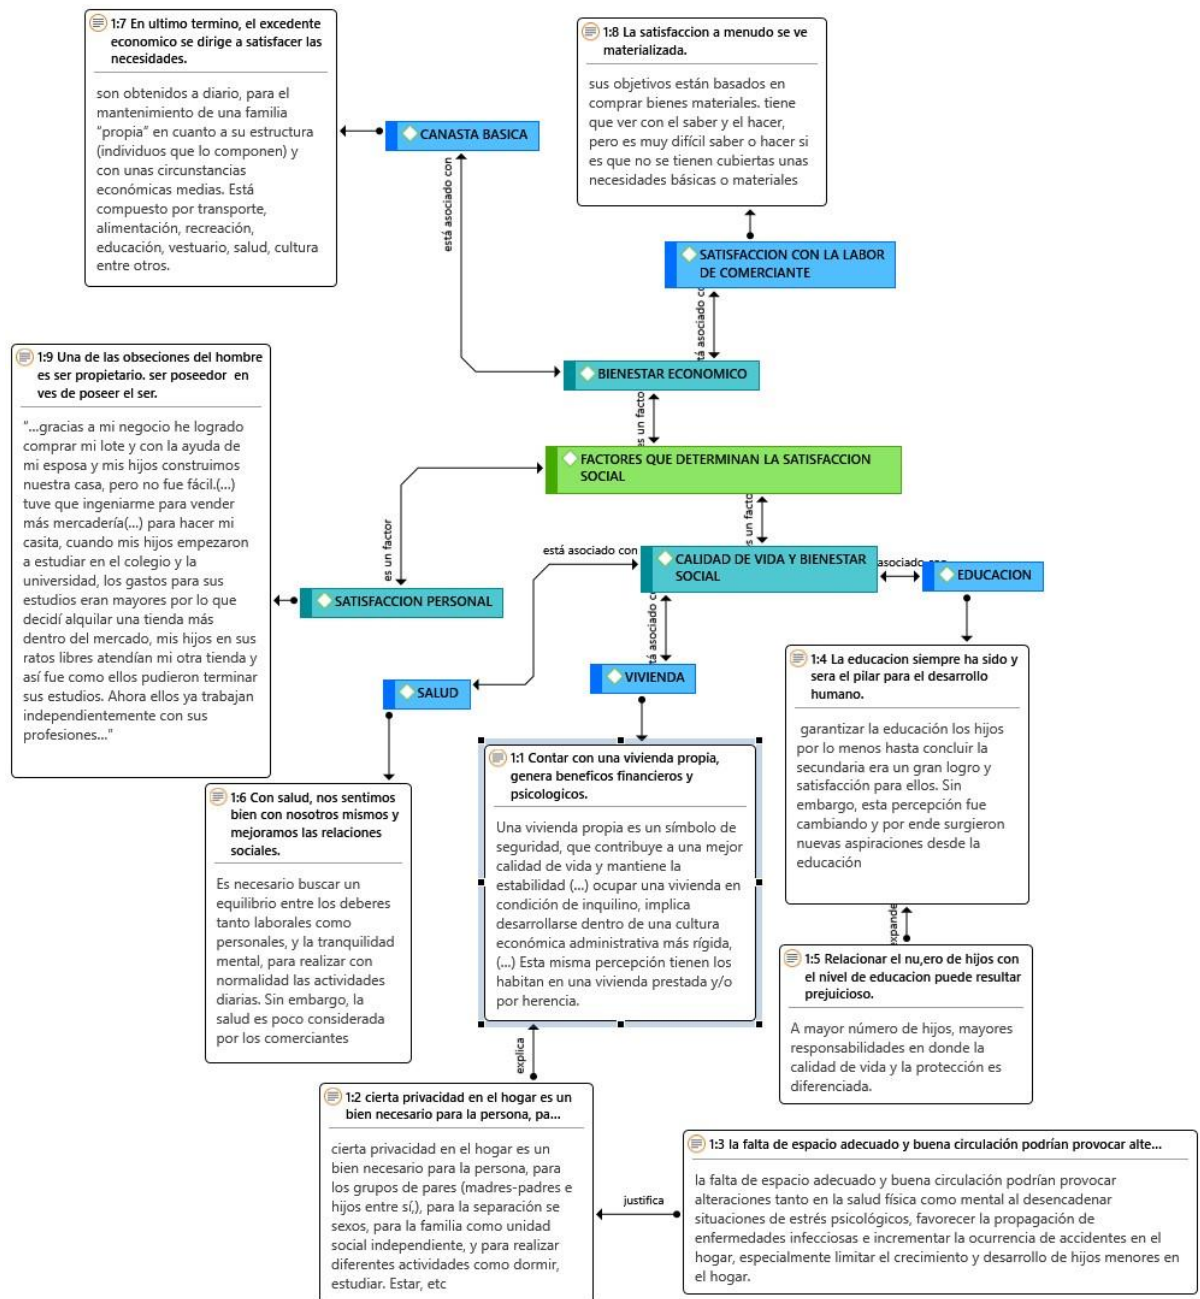 1:7 En ultimo termino, el excedente
economico se dirige a satisfacer las
necesidades.
son obtenidos a diario, para el
mantenimiento de una familia
"propia" en cuanto a su estructura
(individuos que lo componen) y
con unas circunstancias
económicas medias. Está
compuesto por transporte,
alimentación, recreación,
educación, vestuario, salud, cultura
entre otros.
1:8 La satisfaccion a menudo se ve
materializada.
sus objetivos están basados en
comprar bienes materiales. tiene
que ver con el saber y el hacer,
pero es muy difícil saber o hacer si
es que no se tienen cubiertas unas
necesidades básicas o materiales
CANASTA BASICA
está asociado con
SATISFACCION CON LA LABOR
DE COMERCIANTE
tá asociado co
BIENESTAR ECONOMICO
es un facto
FACTORES QUE DETERMINAN LA SATISFACCION
SOCIAL
1:9 Una de las obseciones del hombre
es ser propietario. ser poseedor en
ves de poseer el ser.
"...gracias a mi negocio he logrado
comprar mi lote y con la ayuda de
mi esposa y mis hijos construimos
nuestra casa, pero no fue fácil.(...)
tuve que ingeniarme para vender
más mercadería(...) para hacer mi
casita, cuando mis hijos empezaron
a estudiar en el colegio y la
universidad, los gastos para sus
estudios eran mayores por lo que
decidí alquilar una tienda más
dentro del mercado, mis hijos en sus
ratos libres atendían mi otra tienda y
así fue como ellos pudieron terminar
sus estudios. Ahora ellos ya trabajan
independientemente con sus
profesiones..."
es un factor
SATISFACCION PERSONAL
es un facto
está asociado con
CALIDAD DE VIDA Y BIENESTAR
SOCIAL
asociado con
EDUCACION
tá asociado co
SALUD
VIVIENDA
1:4 La educacion siempre ha sido y
sera el pilar para el desarrollo
humano.
garantizar la educación los hijos
por lo menos hasta concluir la
secundaria era un gran logro y
satisfacción para ellos. Sin
embargo, esta percepción fue
cambiando y por ende surgieron
nuevas aspiraciones desde la
educación
1:1 Contar con una vivienda propia,
genera beneficos financieros y
psicologicos.
Una vivienda propia es un símbolo de
seguridad, que contribuye a una mejor
calidad de vida y mantiene la
estabilidad (...) ocupar una vivienda en
condición de inquilino, implica
desarrollarse dentro de una cultura
económica administrativa más rígida,
(...) Esta misma percepción tienen los
habitan en una vivienda prestada y/o
por herencia.
1:6 Con salud, nos sentimos
bien con nosotros mismos y
mejoramos las relaciones
sociales.
Es necesario buscar un
equilibrio entre los deberes
tanto laborales como
personales, y la tranquilidad
mental, para realizar con
normalidad las actividades
diarias. Sin embargo, la
salud es poco considerada
por los comerciantes
expande
1:5 Relacionar el nu,ero de hijos con
el nivel de educacion puede resultar
prejuicioso.
A mayor número de hijos, mayores
responsabilidades en donde la
calidad de vida y la protección es
diferenciada.
explica
1:2 cierta privacidad en el hogar es un
bien necesario para la persona, pa...
cierta privacidad en el hogar es un
bien necesario para la persona, para
los grupos de pares (madres-padres e
hijos entre sí,), para la separación se
sexos, para la familia como unidad
social independiente, y para realizar
diferentes actividades como dormir,
estudiar. Estar, etc
justifica
1:3 la falta de espacio adecuado y buena circulación podrían provocar alte...
la falta de espacio adecuado y buena circulación podrían provocar
alteraciones tanto en la salud física como mental al desencadenar
situaciones de estrés psicológicos, favorecer la propagación de
enfermedades infecciosas e incrementar la ocurrencia de accidentes en el
hogar, especialmente limitar el crecimiento y desarrollo de hijos menores en
el hogar.